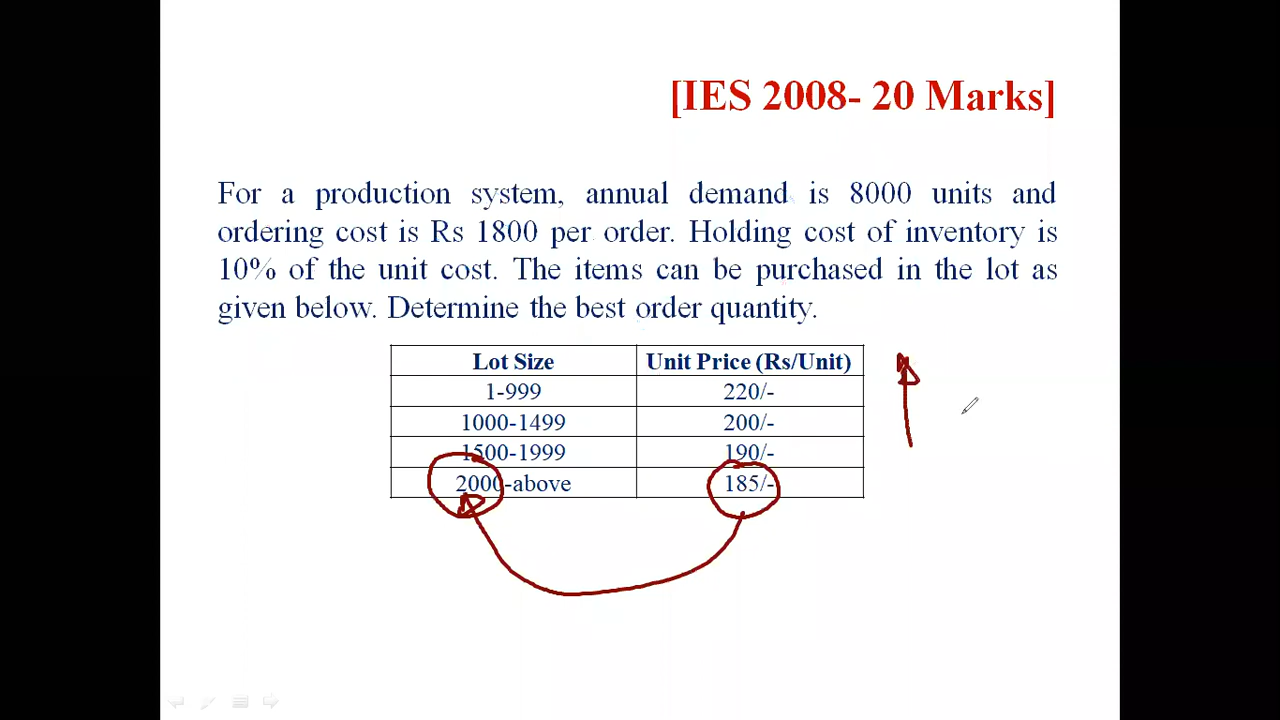 [IES 2008- 20 Marks]
For a production system, annual demand is 8000 units and
ordering cost is Rs 1800 per order. Holding cost of inventory is
10% of the unit cost. The items can be purchased in the lot as
given below. Determine the best order quantity.
Lot Size Unit Price (Rs/Unit)
1-999 220/-
1000-1499 200/-
1500-1999 190/-
2000-above 185/-